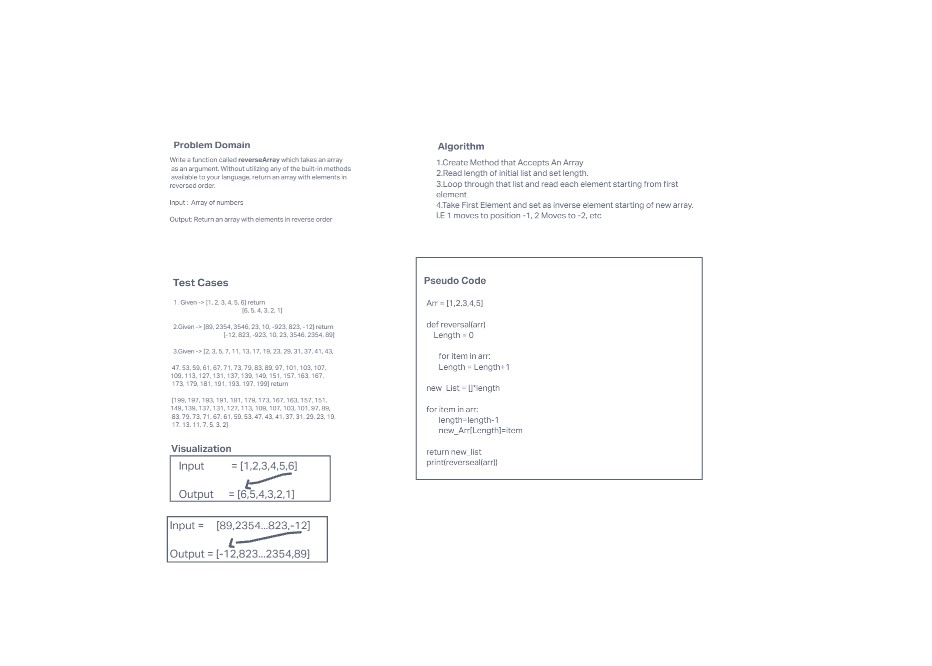 Problem Domain
Write a function called reverseArray which takes an array
as an argument. Without utilizing any of the built-in methods
available to your language, return an array with elements in
reversed order.
Input : Array of numbers
Output: Return an array with elements in reverse order
Algorithm
1.Create Method that Accepts An Array
2.Read length of initial list and set length.
3.Loop through that list and read each element starting from first
element
4.Take First Element and set as inverse element starting of new array.
I.E 1 moves to position -1, 2 Moves to -2, etc
Test Cases
1. Given -> [1, 2, 3, 4, 5, 6] return
[6, 5, 4, 3, 2, 1]
2.Given -> [89, 2354, 3546, 23, 10, -923, 823, -12] return
[-12, 823, -923, 10, 23, 3546, 2354, 89]
3.Given -> [2, 3, 5, 7, 11, 13, 17, 19, 23, 29, 31, 37, 41, 43,
47, 53, 59, 61, 67, 71, 73, 79, 83, 89, 97, 101, 103, 107,
109, 113, 127, 131, 137, 139, 149, 151, 157, 163, 167,
173, 179, 181, 191, 193, 197, 199] return
[199, 197, 193, 191, 181, 179, 173, 167, 163, 157, 151,
149, 139, 137, 131, 127, 113, 109, 107, 103, 101, 97, 89,
83, 79, 73, 71, 67, 61, 59, 53, 47, 43, 41, 37, 31, 29, 23, 19,
17, 13, 11, 7, 5, 3, 2]
Visualization
Input = [1,2,3,4,5,6]
Output = [6,5,4,3,2,1]
Input = [89,2354...823,-12]
Output = [-12,823...2354,89]
Pseudo Code
Arr = [1,2,3,4,5]
def reversal(arr)
Length = 0
for item in arr:
Length = Length+1
new_List = []*length
for item in arr:
length=length-1
new_Arr[Length]=item
return new_list
print(reverseal(arr))